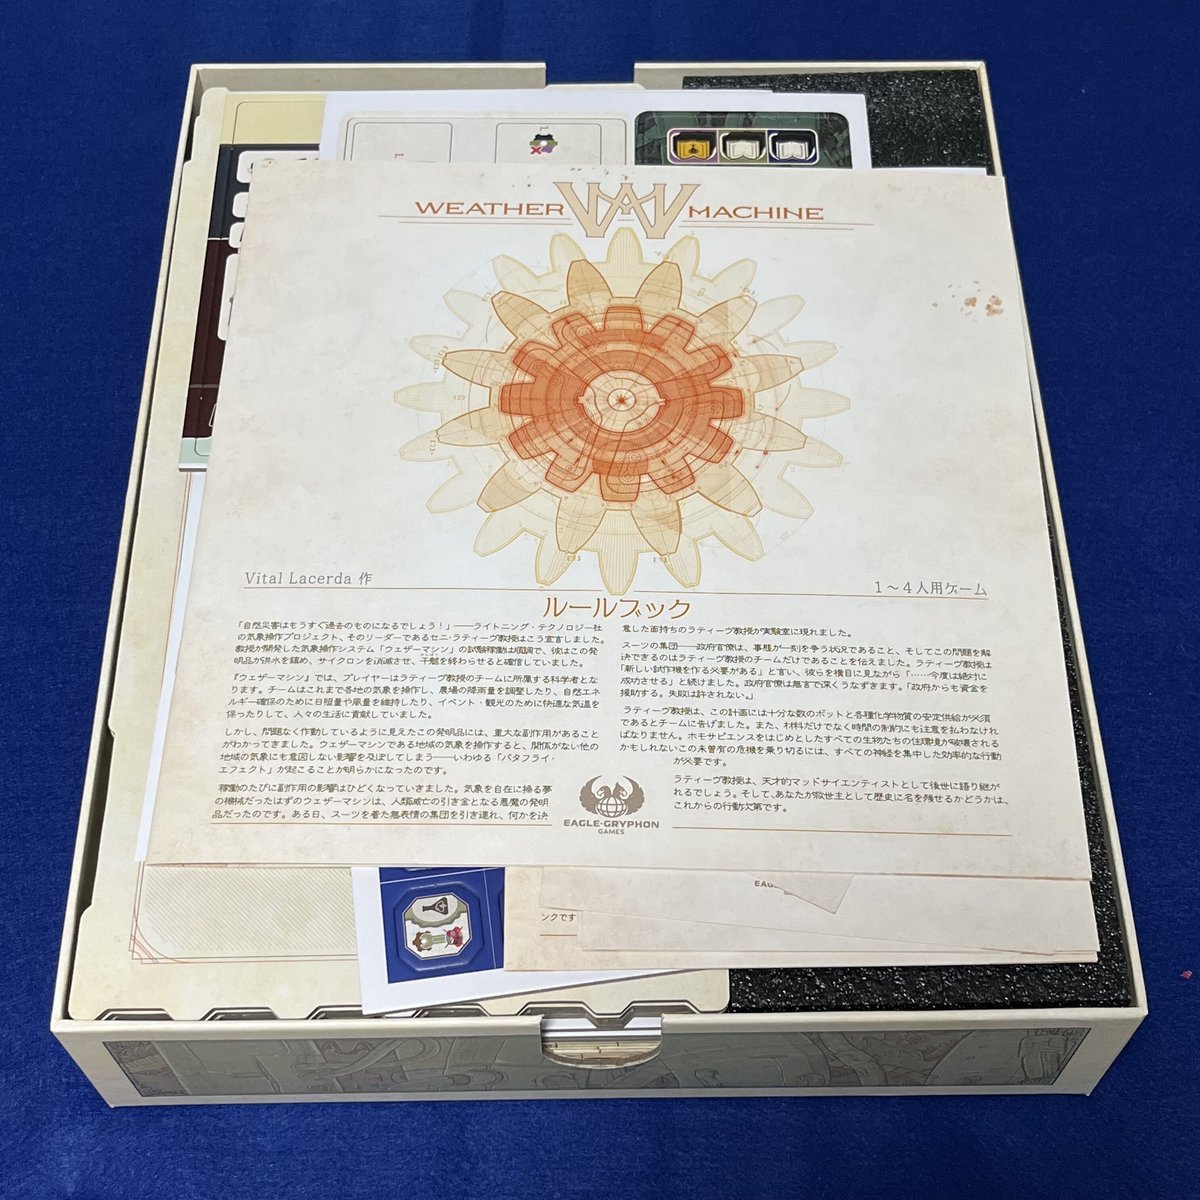 WEATHER MACHINE
Vital Lacerda 作
1〜4人用ゲーム
ルールブック
「自然災害はもうすぐ過去のものになるでしょう！」――ライトニング・テクノロジー社
の気象操作プロジェクト、そのリーダーであるセニ・ラティーヴ教授はこう宣言しました。
教授が開発した気象操作システム「ウェザーマシン」の試験稼働は順調で、彼はこの発
明品が洪水を鎮め、サイクロンを消滅させ、干魃を終わらせると確信していました。
『ウェザーマシン』では、プレイヤーはラティーヴ教授のチームに所属する科学者とな
ります。チームはこれまで各地の気象を操作し、農場の降雨量を調整したり、自然エネ
ルギー確保のために日照量や風量を維持したり、イベント・観光のために快適な気温を
保ったりして、人々の生活に貢献していました。
しかし、問題なく作動しているように見えたこの発明品には、重大な副作用があること
がわかってきました。ウェザーマシンである地域の気象を操作すると、関係がない他の
地域の気象にも意図しない影響を及ぼしてしまう――いわゆる「バタフライ・
エフェクト」が起こることが明らかになったのです。
稼働のたびに副作用の影響はひどくなっていきました。気象を自在に操る夢
の機械だったはずのウェザーマシンは、人類滅亡の引き金となる悪魔の発明
品だったのです。ある日、スーツを着た無表情の集団を引き連れ、何かを決
意した面持ちのラティーヴ教授が実験室に現れました。
スーツの集団――政府官僚は、事態が一刻を争う状況であること、そしてこの問題を解
決できるのはラティーヴ教授のチームだけであることを伝えました。ラティーヴ教授は
「新しい試作機を作る必要がある」と言い、彼らを横目に見ながら「……今度は絶対に
成功させる」と続けました。政府官僚は無言で深くうなずきます。「政府からも資金を
援助する。失敗は許されない。」
ラティーヴ教授は、この計画には十分な数のボットと各種化学物質の安定供給が必須
であるとチームに告げました。また、材料だけでなく時間の制約にも注意を払わなけれ
ばなりません。ホモサピエンスをはじめとしたすべての生物たちの住環境が破壊される
かもしれないこの未曽有の危機を乗り切るには、すべての神経を集中した効率的な行動
が必要です。
ラティーヴ教授は、天才的マッドサイエンティストとして後世に語り継が
れるでしょう。そして、あなたが救世主として歴史に名を残せるかどうかは、
これからの行動次第です。
EAGLE-GRYPHON
GAMES
ンクです